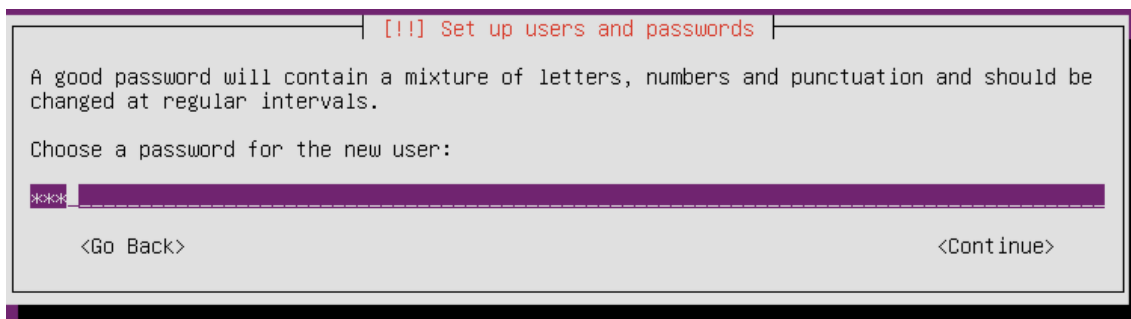 [!!] Set up users and passwords
A good password will contain a mixture of letters, numbers and punctuation and should be
changed at regular intervals.
Choose a password for the new user:
***
<Go Back> <Continue>